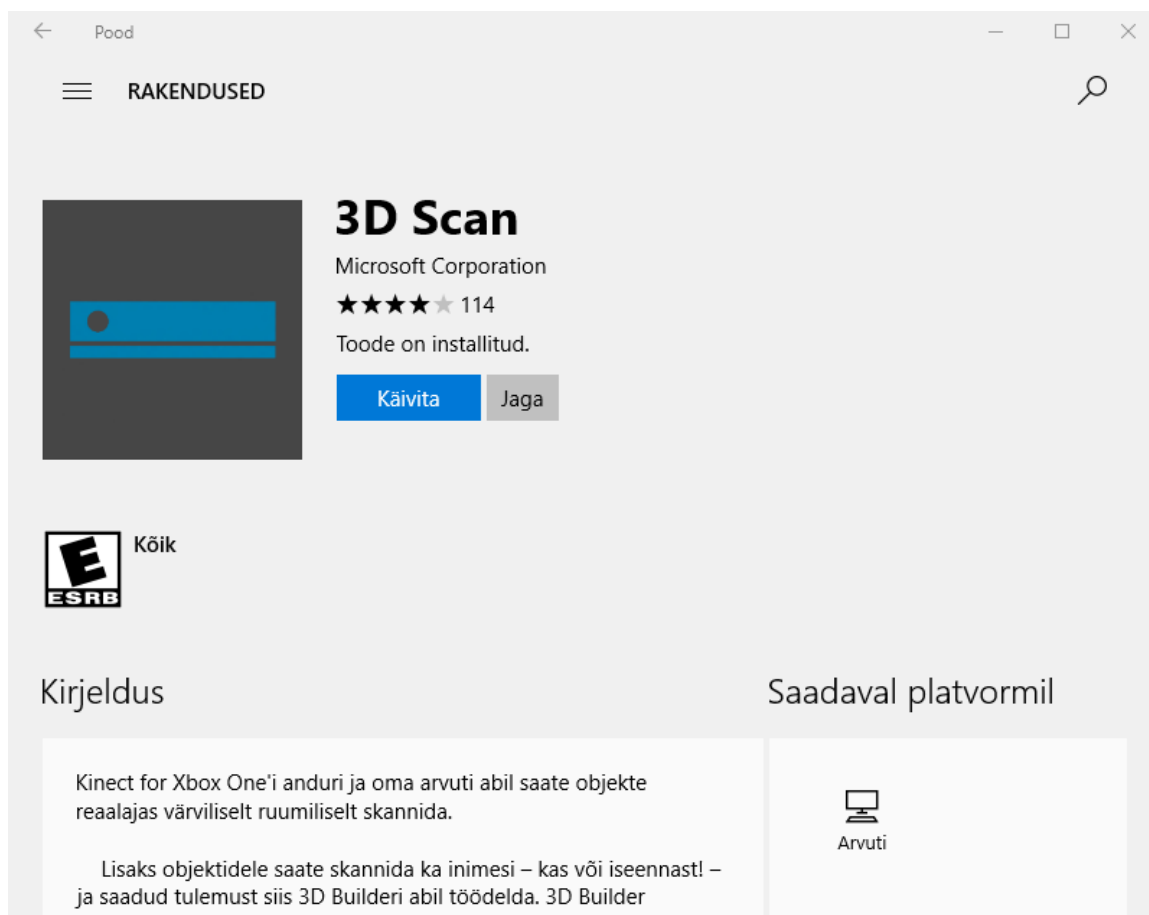 Pood
RAKENDUSED
3D Scan
Microsoft Corporation
114
Toode on installitud.
Käivita
Jaga
E
ESRB
Kõik
Kirjeldus
Kinect for Xbox One'i anduri ja oma arvuti abil saate objekte
reaalajas värviliselt ruumiliselt skannida.
Lisaks objektidele saate skannida ka inimesi – kas või iseennast! –
ja saadud tulemust siis 3D Builderi abil töödelda. 3D Builder
Saadaval platvormil
Arvuti